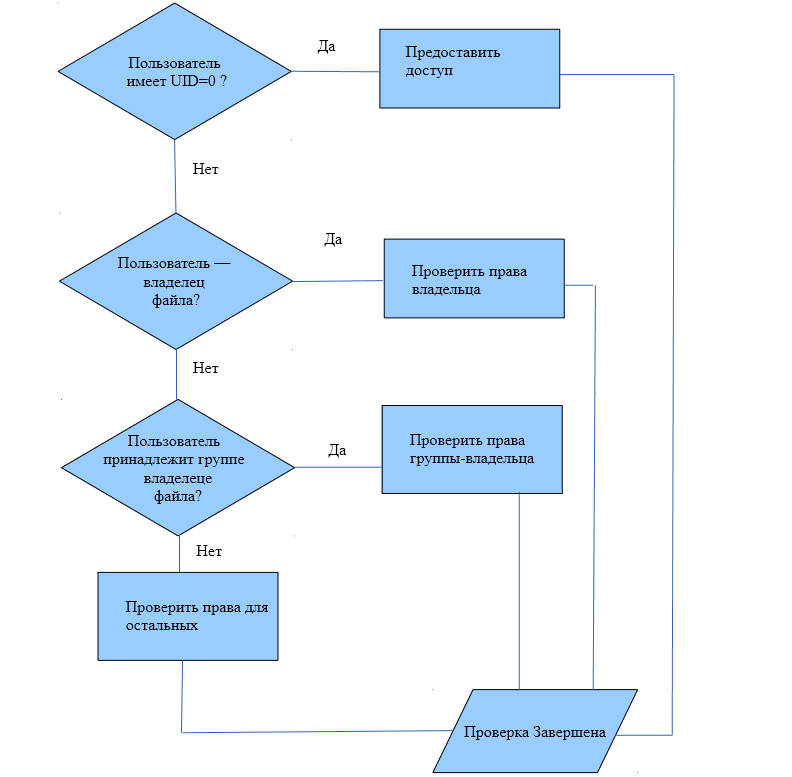 Пользователь
имеет UID=0 ?
Да
Предоставить
доступ
Нет
Пользователь —
владелец
файла?
Да
Проверить права
владельца
Нет
Пользователь
принадлежит группе
владелеце
файла?
Да
Проверить права
группы-владельца
Нет
Проверить права для
остальных
Проверка Завершена